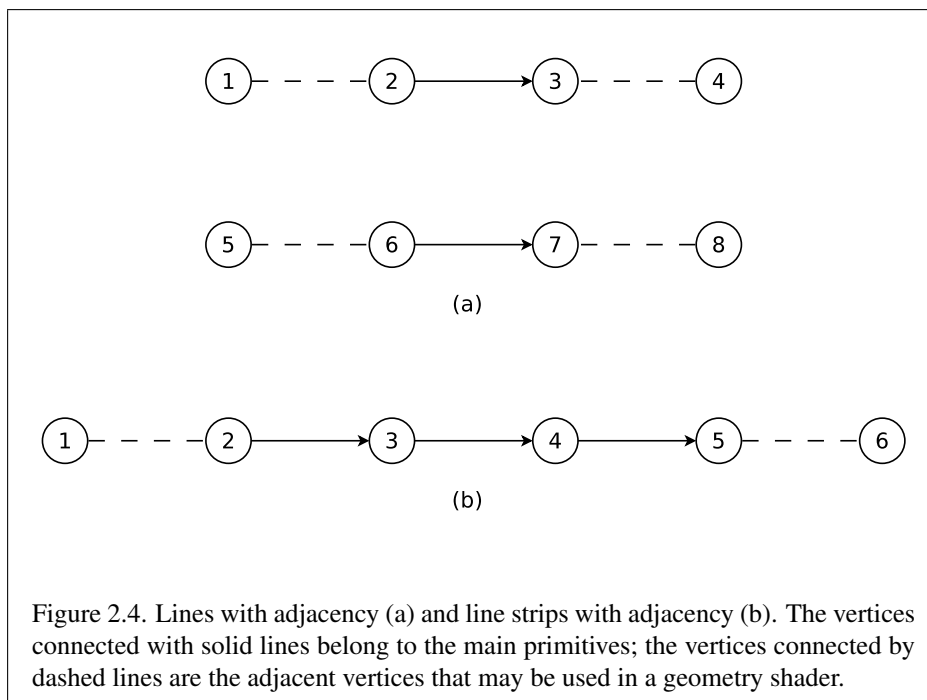 1 2 3 4
5 6 7 8
(a)
1 2 3 4 5 6
(b)
Figure 2.4. Lines with adjacency (a) and line strips with adjacency (b). The vertices
connected with solid lines belong to the main primitives; the vertices connected by
dashed lines are the adjacent vertices that may be used in a geometry shader.